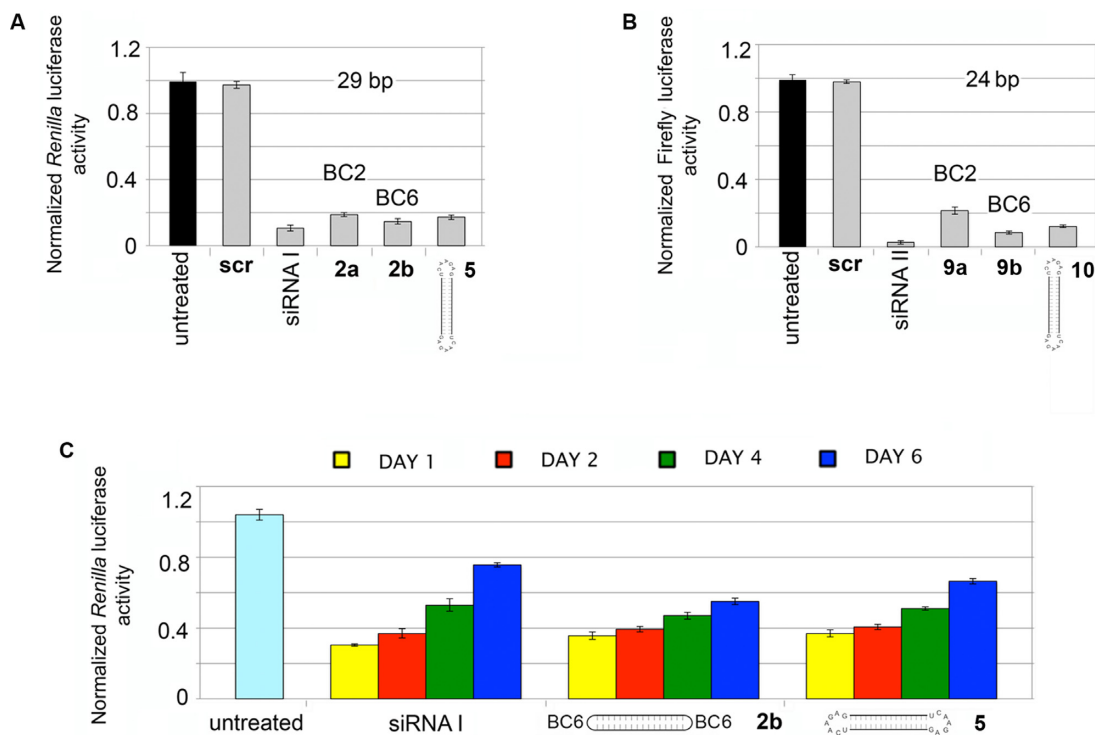 A
Normalized Renilla luciferase
activity
1.2
0.8
0.4
0
29 bp
BC2
BC6
untreated
scr
siRNA I
2a
2b
5
B
Normalized Firefly luciferase
activity
1.2
0.8
0.4
0
24 bp
BC2
BC6
untreated
scr
siRNA II
9a
9b
10
C
DAY 1 DAY 2 DAY 4 DAY 6
Normalized Renilla luciferase
activity
1.2
0.8
0.4
0
untreated
siRNA I
BC6 BC6 2b
5